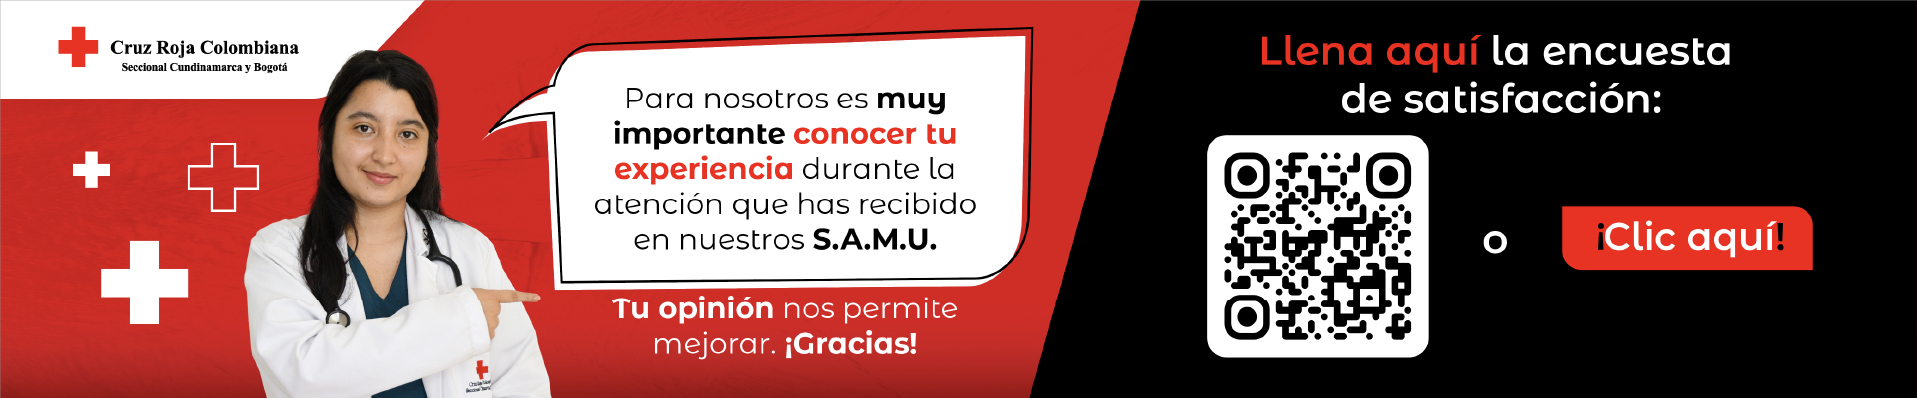 Cruz Roja Colombiana
Seccional Cundinamarca y Bogotá
Para nosotros es muy
importante conocer tu
experiencia durante la
atención que has recibido
en nuestros S.A.M.U.
Tu opinión nos permite
mejorar. ¡Gracias!
Llena aquí la encuesta
de satisfacción:
o
¡Clic aquí!